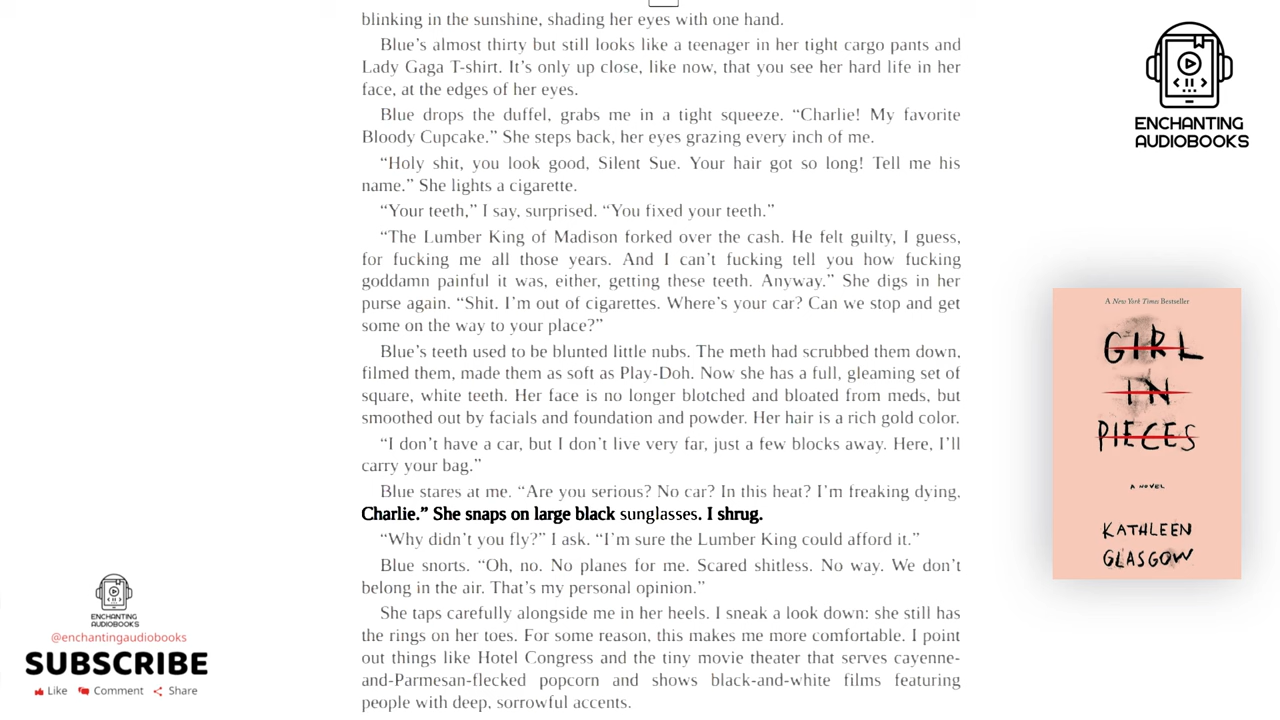 blinking in the sunshine, shading her eyes with one hand.
Blue’s almost thirty but still looks like a teenager in her tight cargo pants and
Lady Gaga T-shirt. It’s only up close, like now, that you see her hard life in her
face, at the edges of her eyes.
Blue drops the duffel, grabs me in a tight squeeze. “Charlie! My favorite
Bloody Cupcake.” She steps back, her eyes grazing every inch of me.
“Holy shit, you look good, Silent Sue. Your hair got so long! Tell me his
name.” She lights a cigarette.
“Your teeth,” I say, surprised. “You fixed your teeth.”
“The Lumber King of Madison forked over the cash. He felt guilty, I guess,
for fucking me all those years. And I can’t fucking tell you how fucking
goddamn painful it was, either, getting these teeth. Anyway.” She digs in her
purse again. “Shit. I’m out of cigarettes. Where’s your car? Can we stop and get
some on the way to your place?”
Blue’s teeth used to be blunted little nubs. The meth had scrubbed them down,
filmed them, made them as soft as Play-Doh. Now she has a full, gleaming set of
square, white teeth. Her face is no longer blotched and bloated from meds, but
smoothed out by facials and foundation and powder. Her hair is a rich gold color.
“I don’t have a car, but I don’t live very far, just a few blocks away. Here, I’ll
carry your bag.”
Blue stares at me. “Are you serious? No car? In this heat? I’m freaking dying,
Charlie.” She snaps on large black sunglasses. I shrug.
“Why didn’t you fly?” I ask. “I’m sure the Lumber King could afford it.”
Blue snorts. “Oh, no. No planes for me. Scared shitless. No way. We don’t
belong in the air. That’s my personal opinion.”
She taps carefully alongside me in her heels. I sneak a look down: she still has
the rings on her toes. For some reason, this makes me more comfortable. I point
out things like Hotel Congress and the tiny movie theater that serves cayenne-
and-Parmesan-flecked popcorn and shows black-and-white films featuring
people with deep, sorrowful accents.
ENCHANTING
AUDIOBOOKS
A New York Times Bestseller
GIRL
IN
PIECES
A NOVEL
KATHLEEN
GLASGOW
ENCHANTING
AUDIOBOOKS
@enchantingaudiobooks
SUBSCRIBE
Like Comment Share